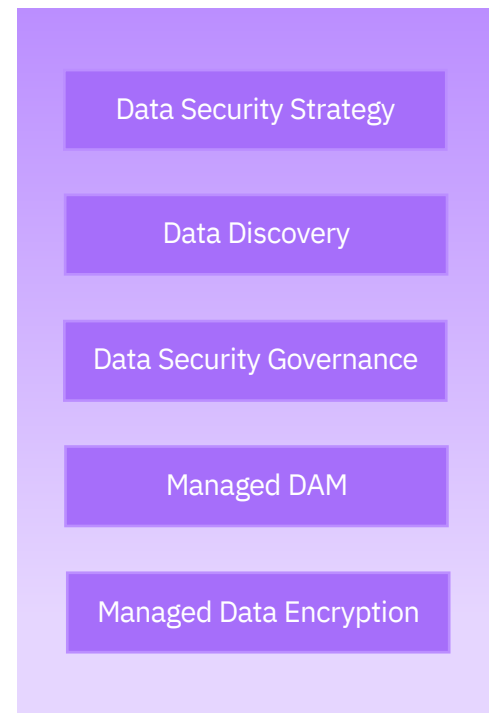 Data Security Strategy
Data Discovery
Data Security Governance
Managed DAM
Managed Data Encryption